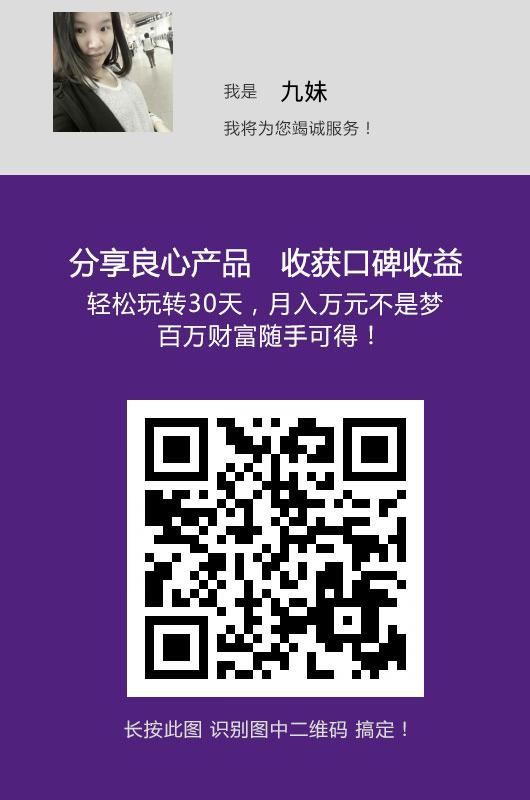 我是 九妹
我将为您竭诚服务！
分享良心产品 收获口碑收益
轻松玩转30天，月入万元不是梦
百万财富随手可得！
长按此图 识别图中二维码 搞定！